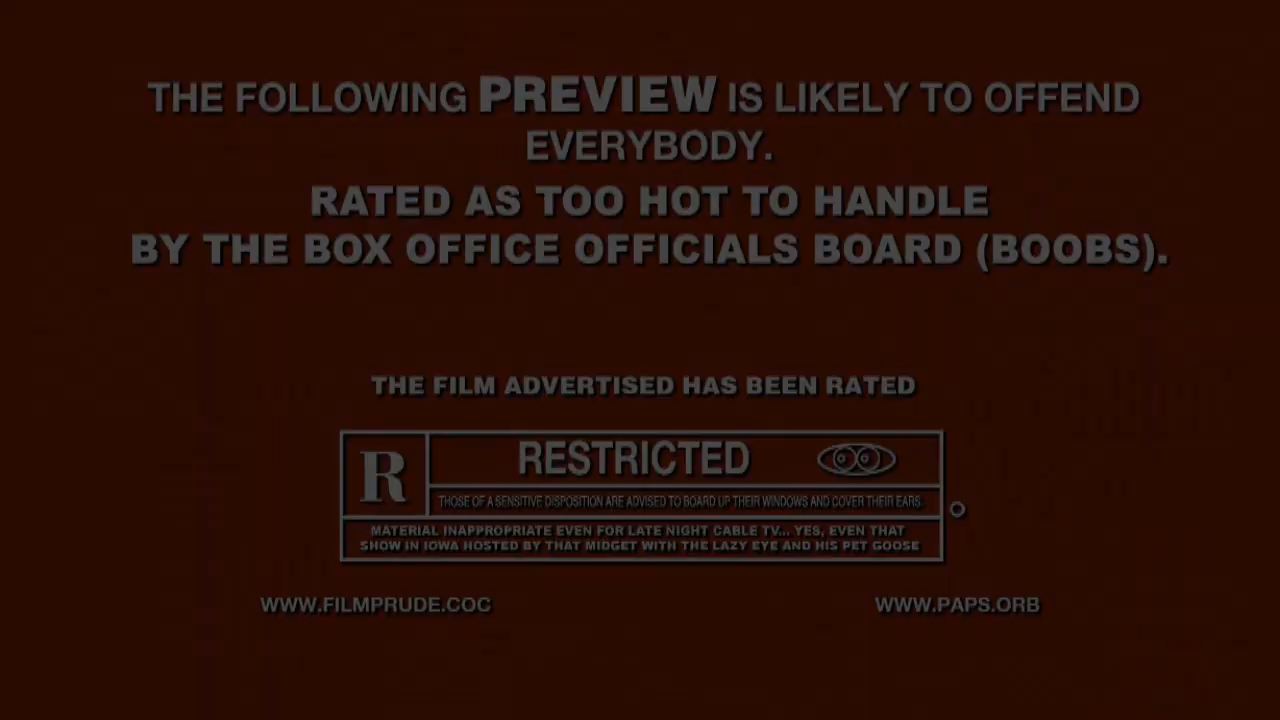 THE FOLLOWING PREVIEW IS LIKELY TO OFFEND
EVERYBODY.
RATED AS TOO HOT TO HANDLE
BY THE BOX OFFICE OFFICIALS BOARD (BOOBS).
THE FILM ADVERTISED HAS BEEN RATED
R
RESTRICTED
THOSE OF A SENSITIVE DISPOSITION ARE ADVISED TO BOARD UP THEIR WINDOWS AND COVER THEIR EARS.
MATERIAL INAPPROPRIATE EVEN FOR LATE NIGHT CABLE TV... YES, EVEN THAT
SHOW IN IOWA HOSTED BY THAT MIDGET WITH THE LAZY EYE AND HIS PET GOOSE
WWW.FILMPRUDE.COC
WWW.PAPS.ORB